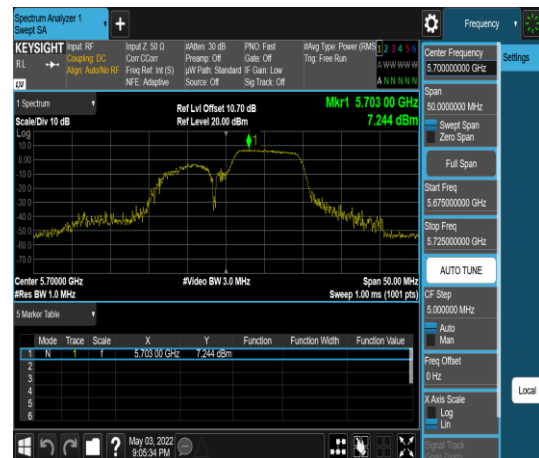 Spectrum Analyzer 1
Swept SA
+
Frequency
KEYSIGHT Input: RF Input Z: 50 Ω #Atten: 30 dB PNO: Fast #Avg Type: Power (RMS 1 2 3 4 5 6
RL Coupling: DC Corr CCorr Preamp: Off Gate: Off Trig: Free Run A WW WW W
Align: Auto/No RF Freq Ref: Int (S) µW Path: Standard IF Gain: Low
NFE: Adaptive Source: Off Sig Track: Off A N N N N N
LXI
1 Spectrum
Scale/Div 10 dB
Ref Lvl Offset 10.70 dB
Ref Level 20.00 dBm
Mkr1 5.703 00 GHz
7.244 dBm
Log
10.0
0.00
-10.0
-20.0
-30.0
-40.0
-50.0
-60.0
-70.0
1
Center 5.70000 GHz #Video BW 3.0 MHz Span 50.00 MHz
#Res BW 1.0 MHz Sweep 1.00 ms (1001 pts)
5 Marker Table
Mode Trace Scale X Y Function Function Width Function Value
1 N 1 f 5.703 00 GHz 7.244 dBm
2
3
4
5
6
Center Frequency
5.700000000 GHz
Settings
Span
50.0000000 MHz
Swept Span
Zero Span
Full Span
Start Freq
5.675000000 GHz
Stop Freq
5.725000000 GHz
AUTO TUNE
CF Step
5.000000 MHz
Auto
Man
Freq Offset
0 Hz
X Axis Scale
Log
Lin
Local
Signal Track
?
May 03, 2022
9:05:34 PM